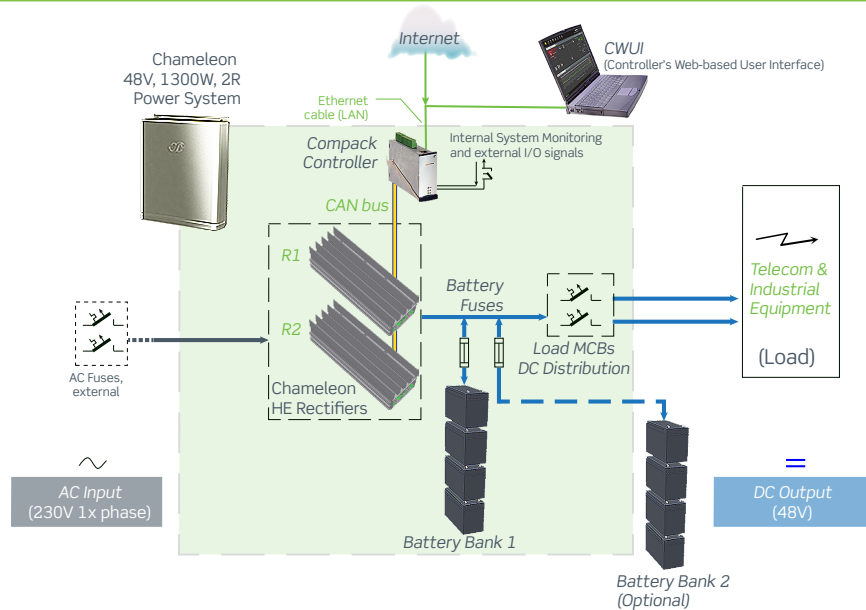 Internet
CWUI
(Controller's Web-based User Interface)
Chameleon
48V, 1300W, 2R
Power System
Ethernet
cable (LAN)
Compack
Controller
Internal System Monitoring
and external I/O signals
CAN bus
R1
R2
Chameleon
HE Rectifiers
Battery
Fuses
Load MCBs
DC Distribution
Telecom &
Industrial
Equipment
(Load)
AC Fuses,
external
AC Input
(230V 1x phase)
DC Output
(48V)
Battery Bank 1
Battery Bank 2
(Optional)